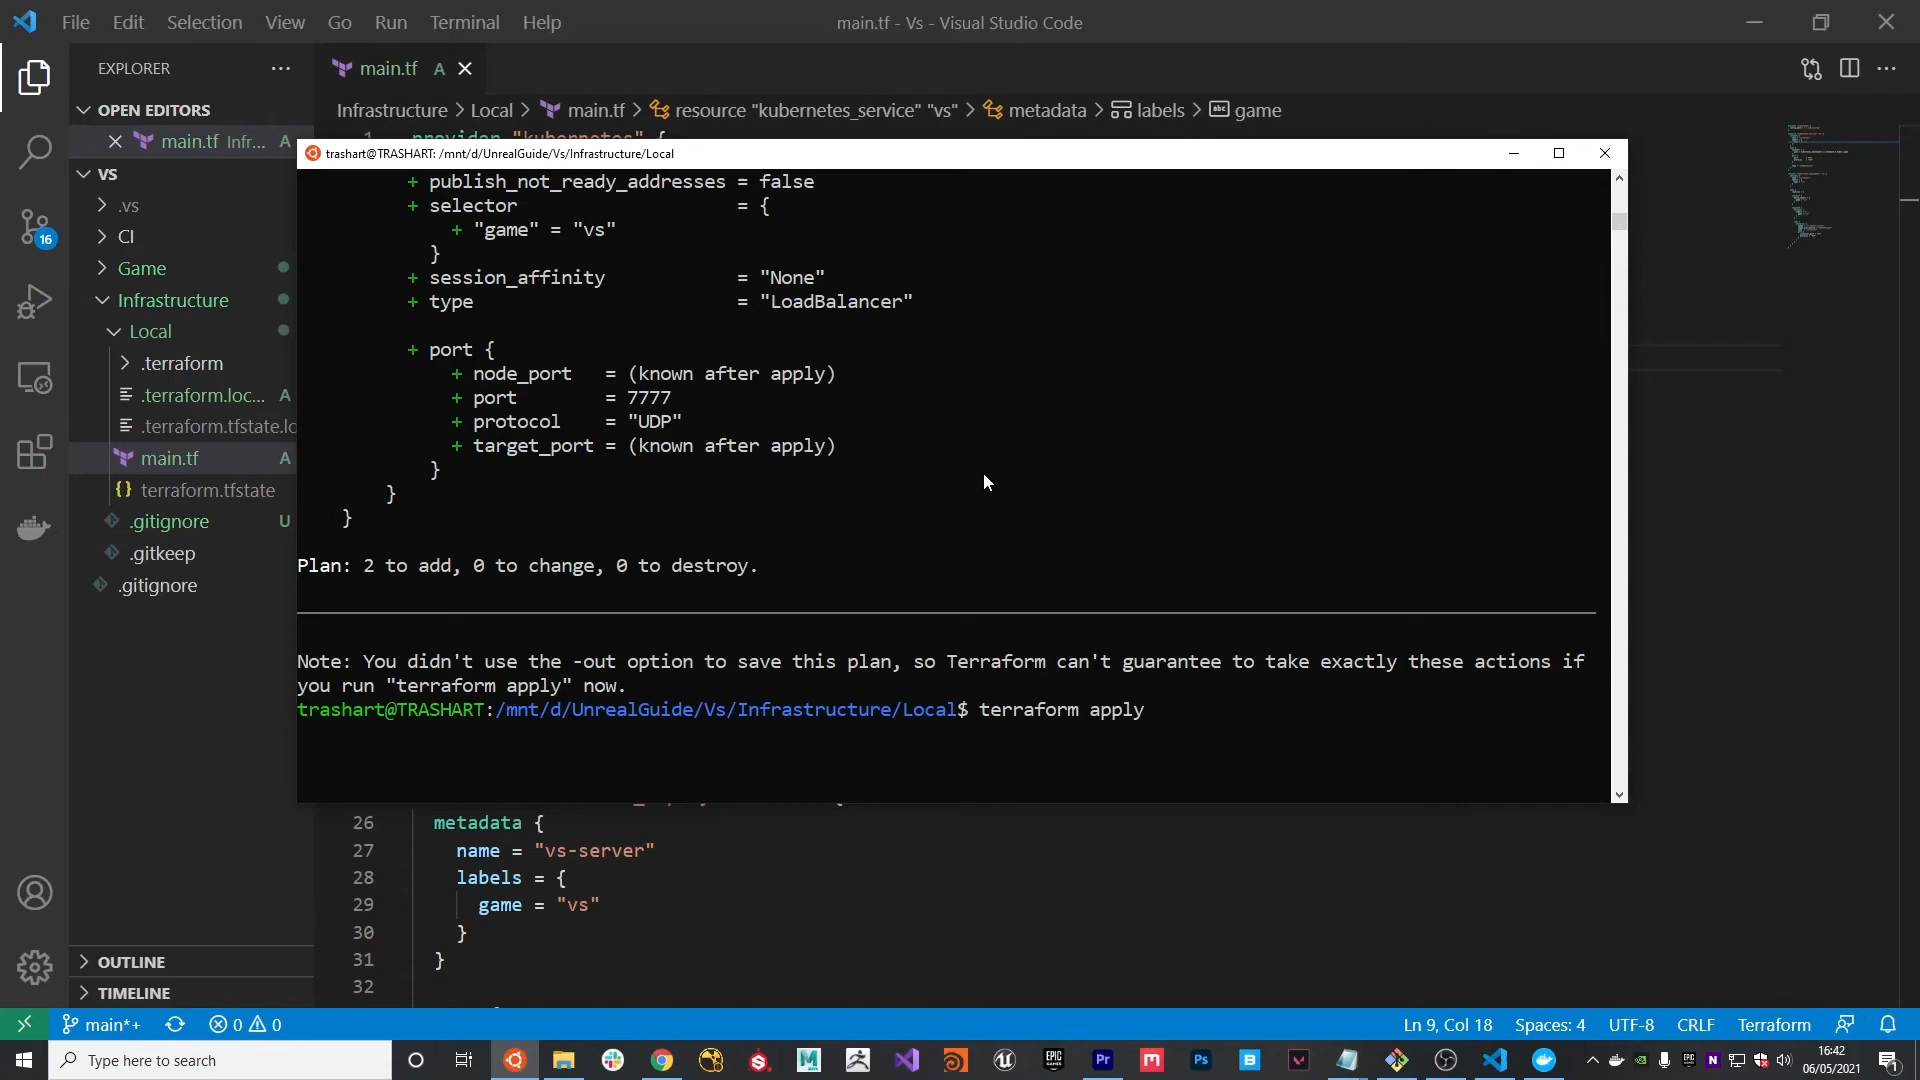 File Edit Selection View Go Run Terminal Help
main.tf - Vs - Visual Studio Code
EXPLORER
main.tf A
OPEN EDITORS
main.tf Infr... A
VS
.vs
CI
Game
Infrastructure
Local
.terraform
.terraform.loc... A
.terraform.tfstate.lo
main.tf A
terraform.tfstate
.gitignore U
.gitkeep
.gitignore
OUTLINE
TIMELINE
Infrastructure > Local > main.tf > resource "kubernetes_service" "vs" > metadata > labels > game
1 provider "kubernetes" {
trashart@TRASHART: /mnt/d/UnrealGuide/Vs/Infrastructure/Local
+ publish_not_ready_addresses = false
+ selector = {
+ "game" = "vs"
}
+ session_affinity = "None"
+ type = "LoadBalancer"
+ port {
+ node_port = (known after apply)
+ port = 7777
+ protocol = "UDP"
+ target_port = (known after apply)
}
}
}
Plan: 2 to add, 0 to change, 0 to destroy.
Note: You didn't use the -out option to save this plan, so Terraform can't guarantee to take exactly these actions if
you run "terraform apply" now.
trashart@TRASHART:/mnt/d/UnrealGuide/Vs/Infrastructure/Local$ terraform apply
26 metadata {
27 name = "vs-server"
28 labels = {
29 game = "vs"
30 }
31 }
32
16
main*+ 0 0
Ln 9, Col 18 Spaces: 4 UTF-8 CRLF Terraform
Type here to search
16:42
06/05/2021